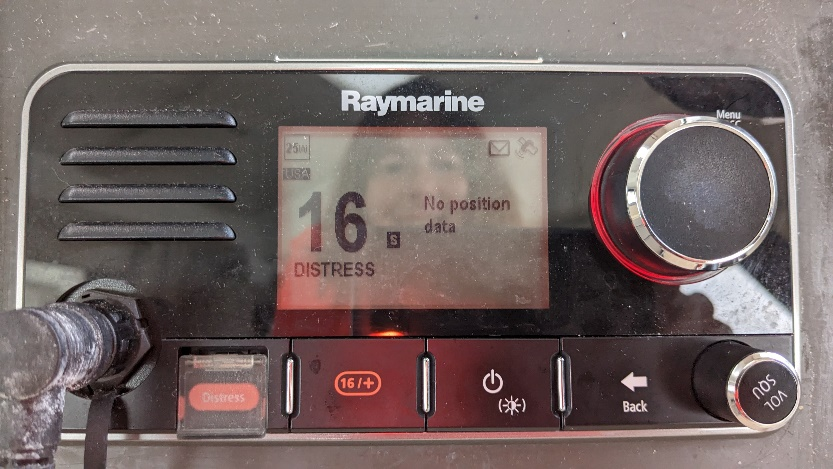 Raymarine
Menu
25W
USA
16 S
No position
data
DISTRESS
Distress
16/+
Back
VOL
SQU